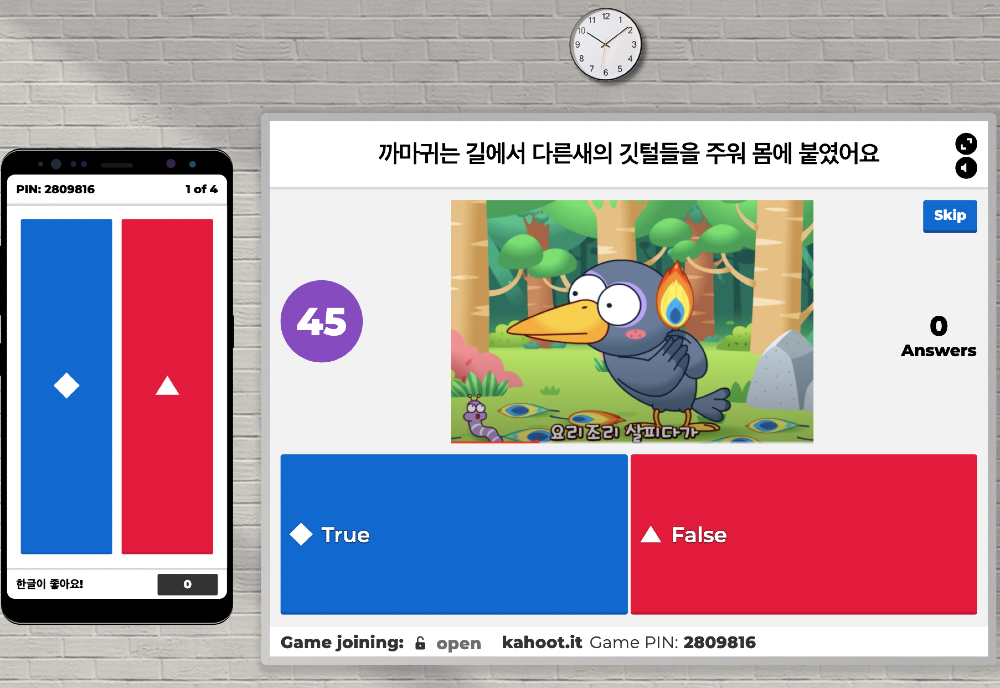 12
1
2
3
4
5
6
7
8
9
10
11
PIN: 2809816
1 of 4
한글이 좋아요!
0
까마귀는 길에서 다른새의 깃털들을 주워 몸에 붙였어요
Skip
45
0
Answers
요리조리 살피다가
True
False
Game joining: open kahoot.it Game PIN: 2809816